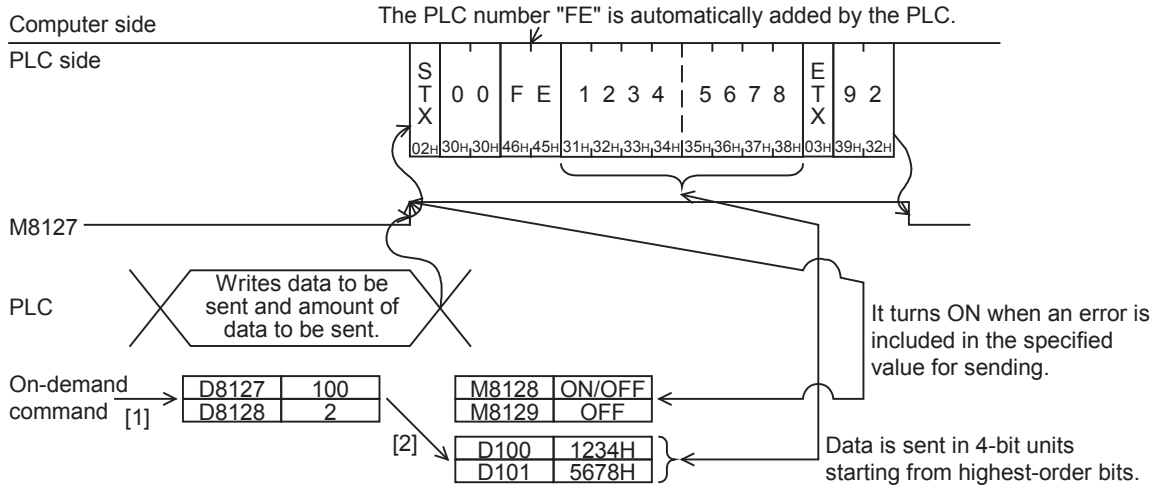 The PLC number "FE" is automatically added by the PLC.
Computer side
PLC side
STX 0 0 F E 1 2 3 4 5 6 7 8 ETX 9 2
02H 30H 30H 46H 45H 31H 32H 33H 34H 35H 36H 37H 38H 03H 39H 32H
M8127
PLC
Writes data to be
sent and amount of
data to be sent.
It turns ON when an error is
included in the specified
value for sending.
On-demand
command [1]
D8127 100
D8128 2
M8128 ON/OFF
M8129 OFF
[2]
D100 1234H
D101 5678H
Data is sent in 4-bit units
starting from highest-order bits.